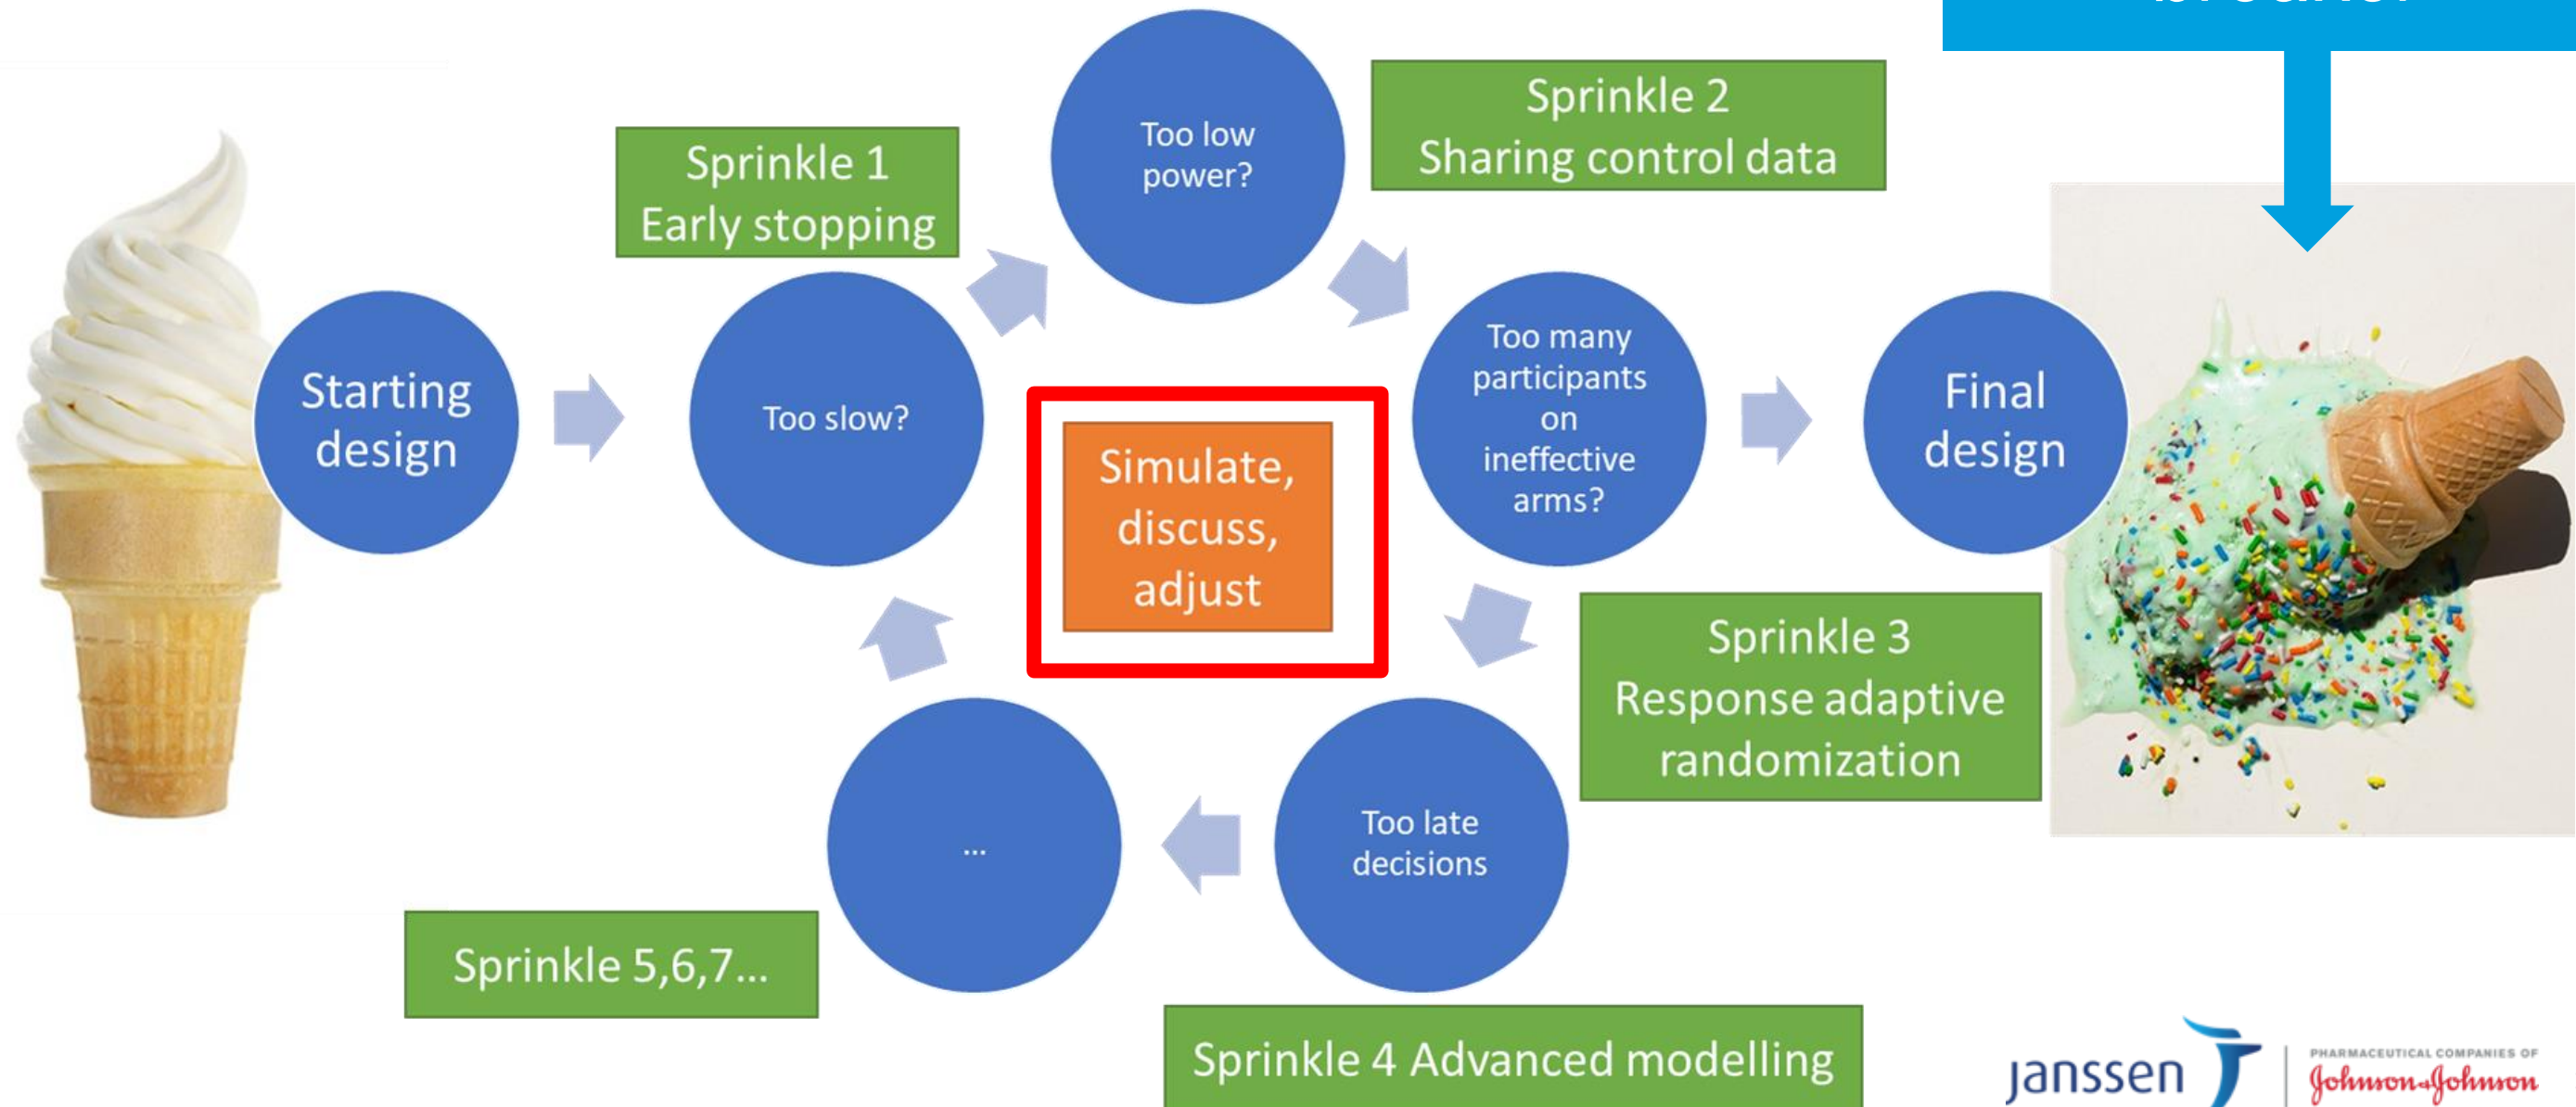 Sprinkle 1
Early stopping
Too low
power?
Sprinkle 2
Sharing control data
Starting
design
Too slow?
Simulate,
discuss,
adjust
Too many
participants
on
ineffective
arms?
Final
design
Sprinkle 3
Response adaptive
randomization
...
Too late
decisions
Sprinkle 5,6,7...
Sprinkle 4 Advanced modelling
janssen
PHARMACEUTICAL COMPANIES OF
Johnson & Johnson